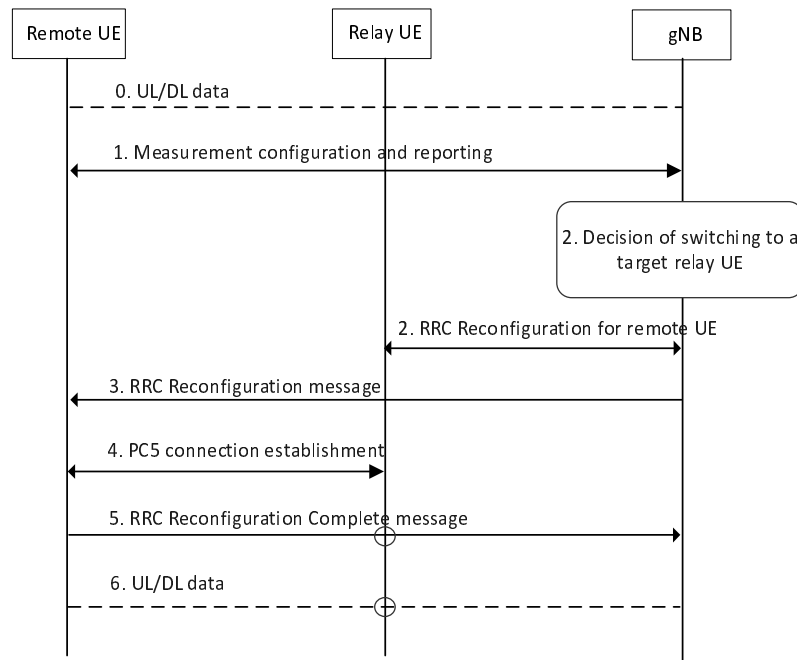 Remote UE
Relay UE
gNB
0. UL/DL data
1. Measurement configuration and reporting
2. Decision of switching to a
target relay UE
2. RRC Reconfiguration for remote UE
3. RRC Reconfiguration message
4. PC5 connection establishment
5. RRC Reconfiguration Complete message
6. UL/DL data